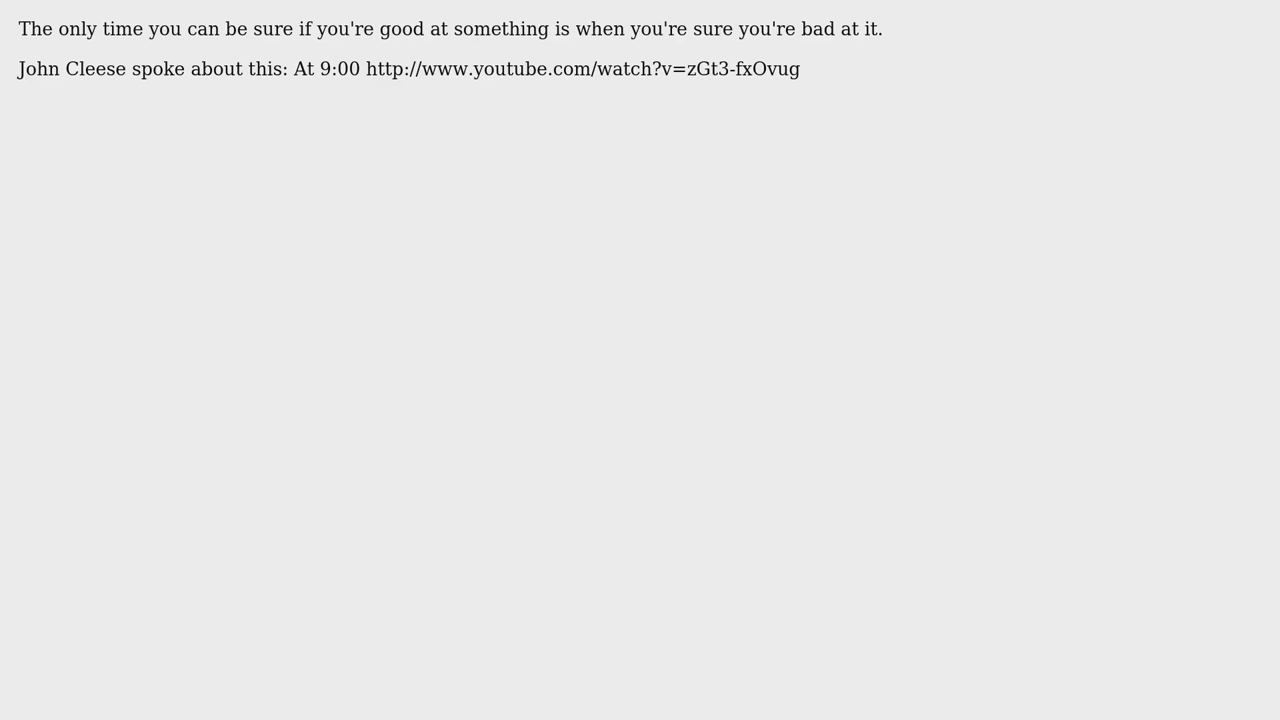 The only time you can be sure if you're good at something is when you're sure you're bad at it.
John Cleese spoke about this: At 9:00 http://www.youtube.com/watch?v=zGt3-fxOvug